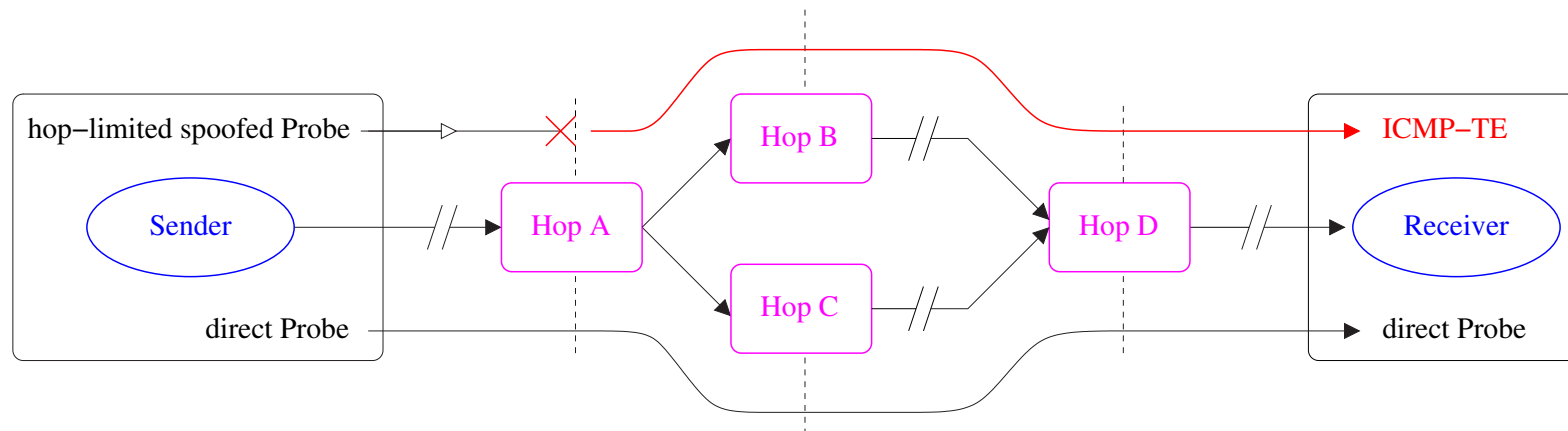 hop−limited spoofed Probe
Hop B
ICMP−TE
Sender
Hop A
Hop D
Receiver
Hop C
direct Probe
direct Probe